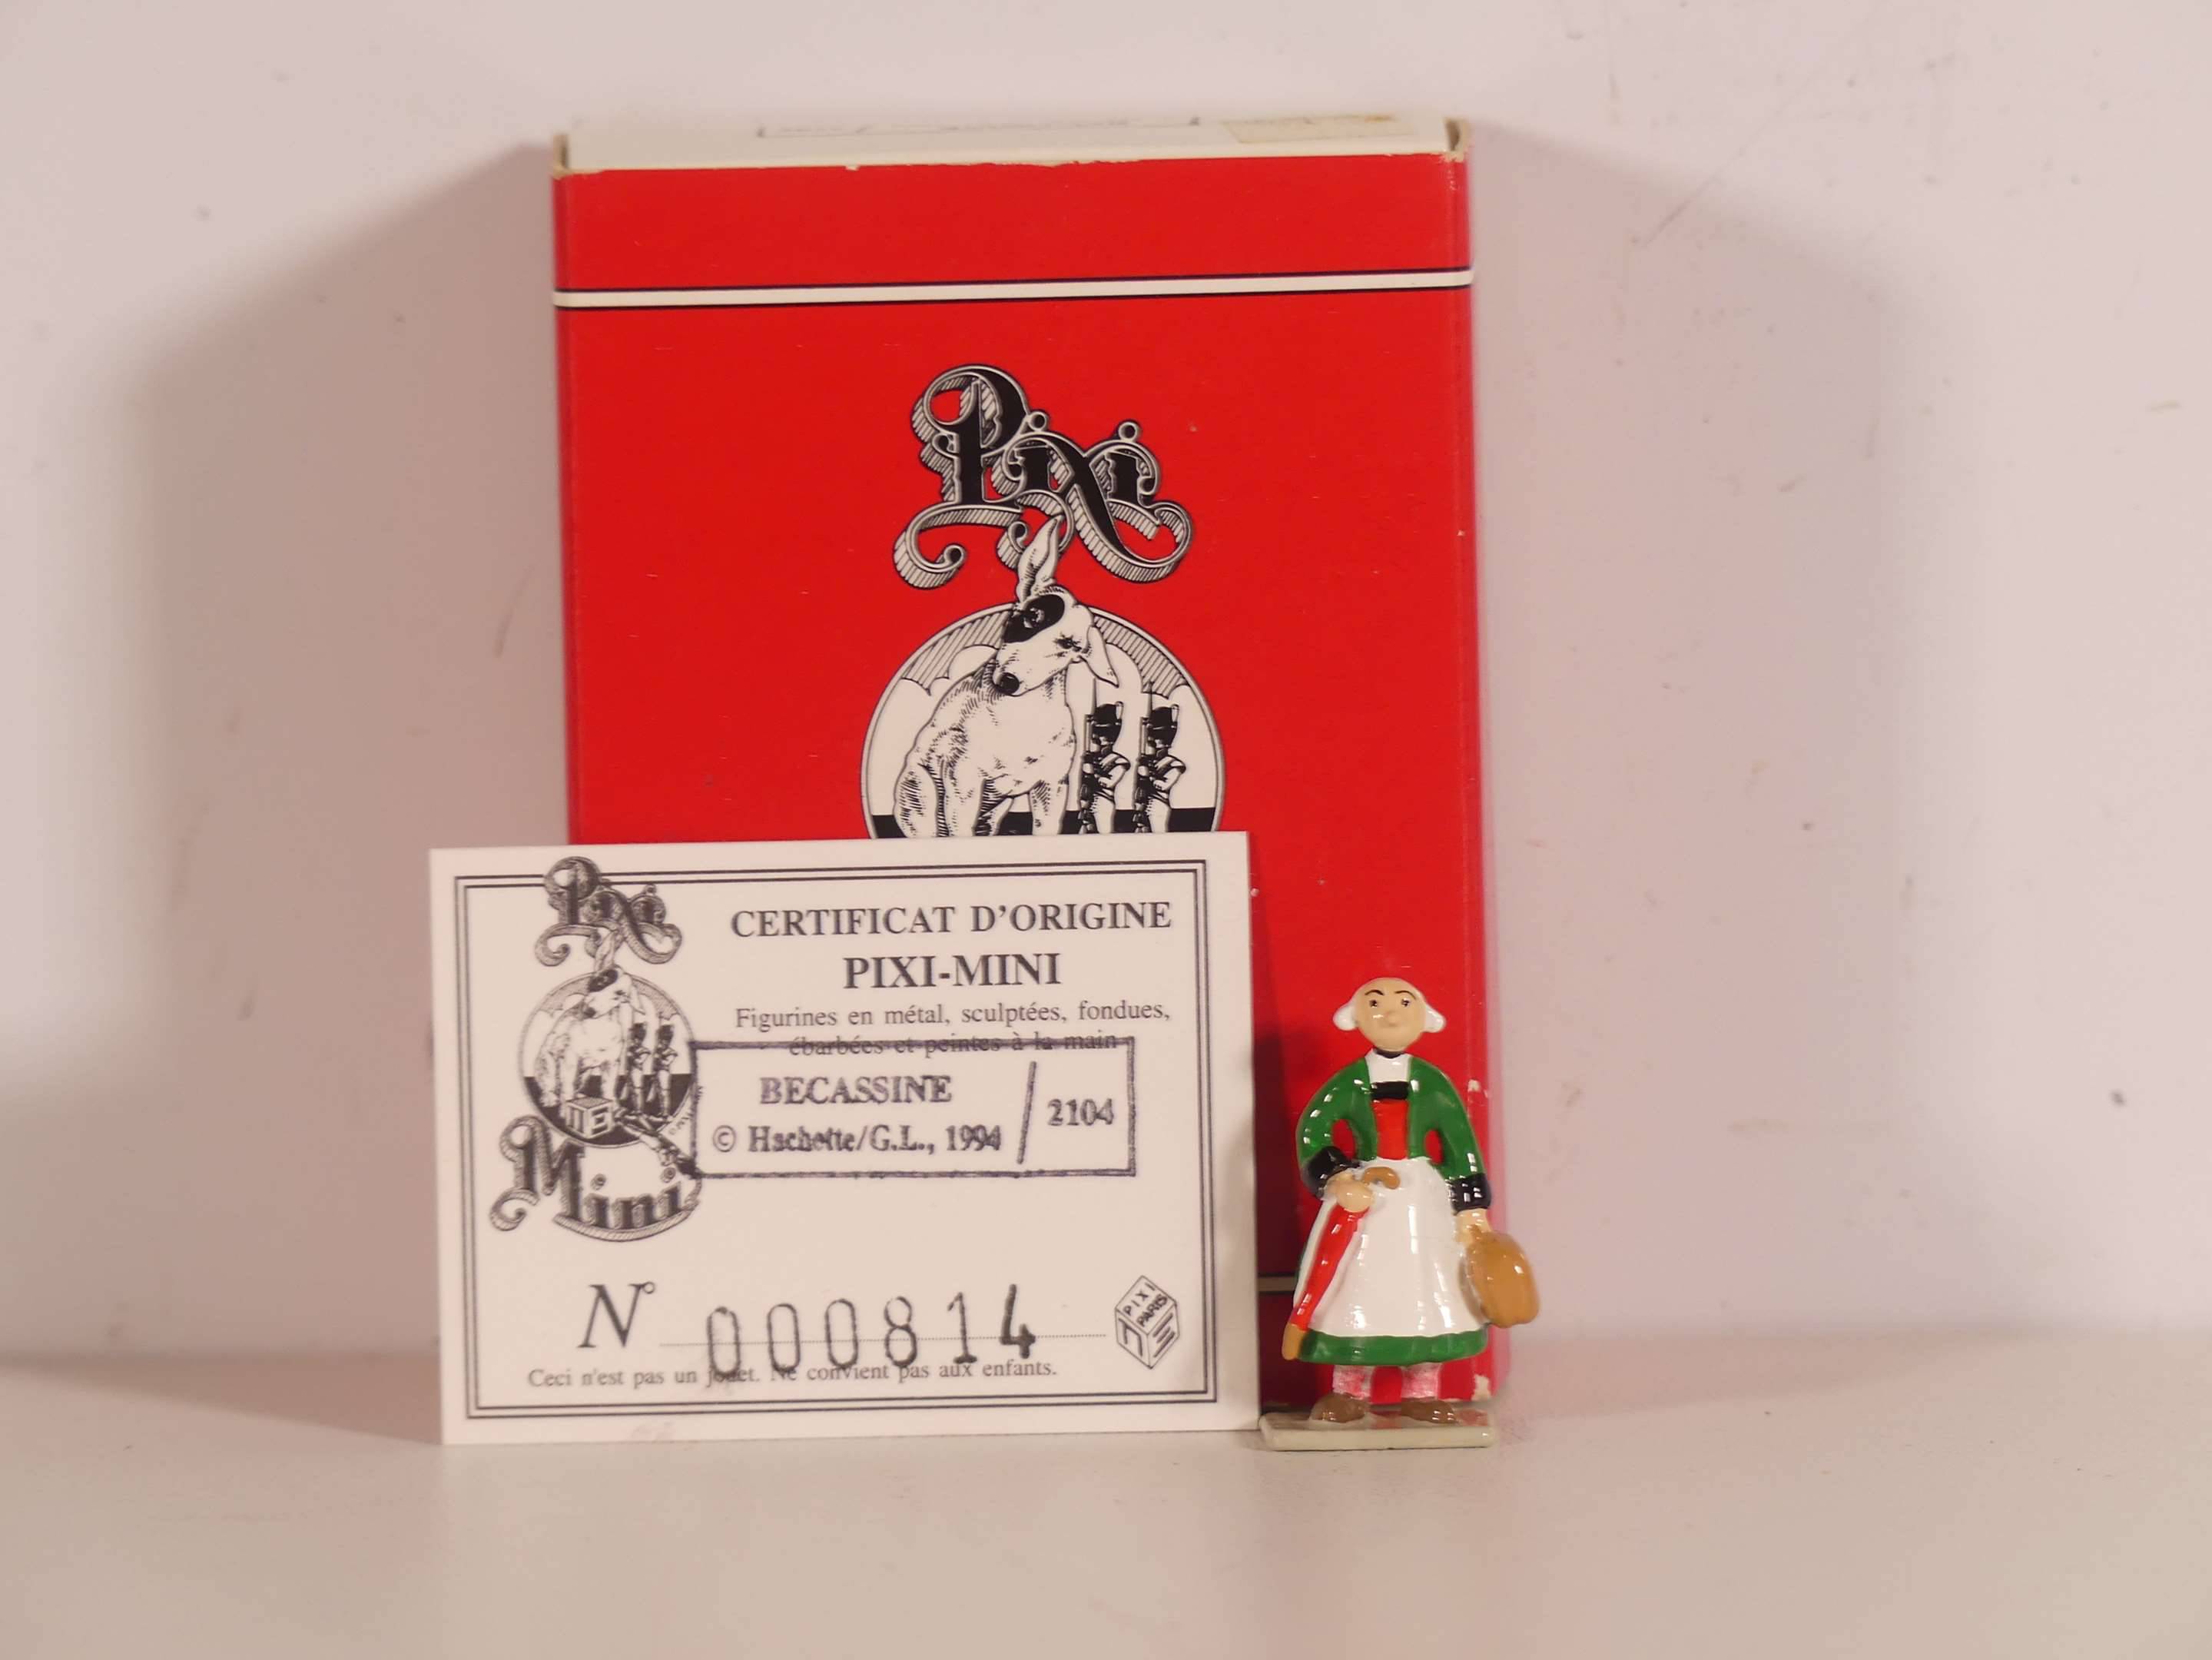 Pixi
Pixi
CERTIFICAT D'ORIGINE
PIXI-MINI
Figurines en métal, sculptées, fondues,
ébarbées et peintes à la main
BECASSINE
© Hachette/G.L., 1994 / 2104
Mini
N° 000814
PIXI
PARIS
Ceci n'est pas un jouet. Ne convient pas aux enfants.